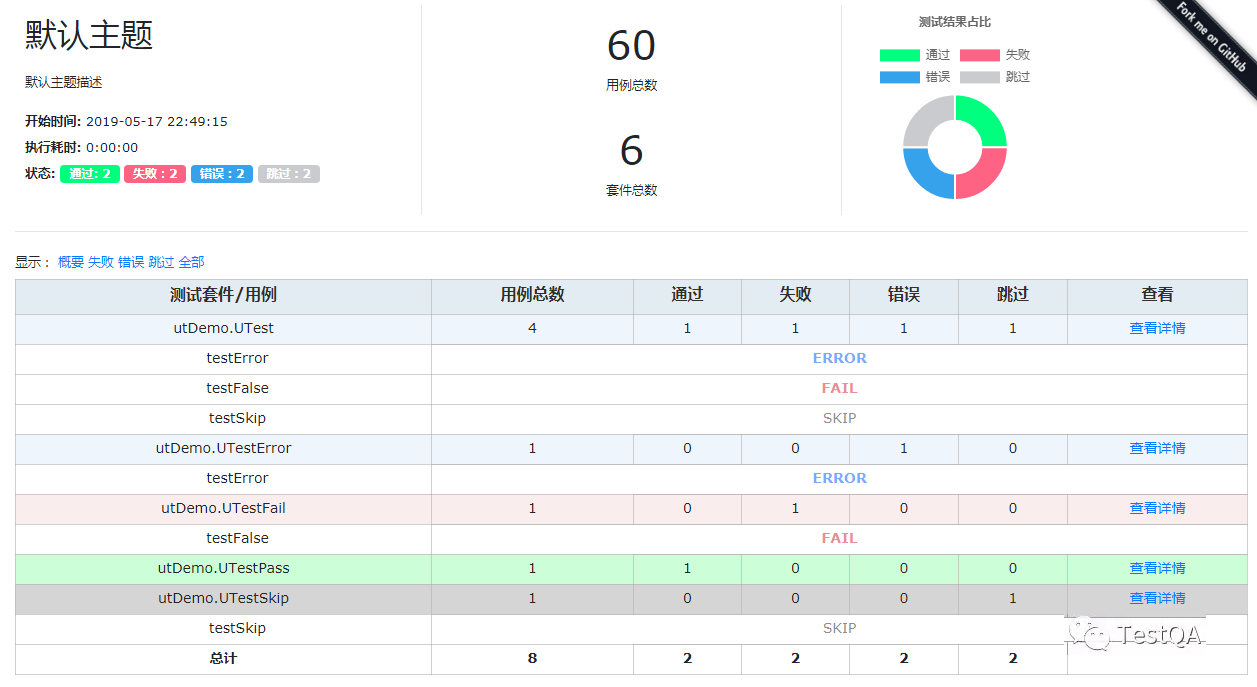 默认主题
默认主题描述
开始时间: 2019-05-17 22:49:15
执行耗时: 0:00:00
状态: 通过: 2 失败：2 错误：2 跳过：2
60
用例总数
6
套件总数
测试结果占比
通过 失败
错误 跳过
Fork me on GitHub
显示： 概要 失败 错误 跳过 全部
测试套件/用例 用例总数 通过 失败 错误 跳过 查看
utDemo.UTest 4 1 1 1 1 查看详情
testError ERROR
testFalse FAIL
testSkip SKIP
utDemo.UTestError 1 0 0 1 0 查看详情
testError ERROR
utDemo.UTestFail 1 0 1 0 0 查看详情
testFalse FAIL
utDemo.UTestPass 1 1 0 0 0 查看详情
utDemo.UTestSkip 1 0 0 0 1 查看详情
testSkip SKIP
总计 8 2 2 2 2
TestQA